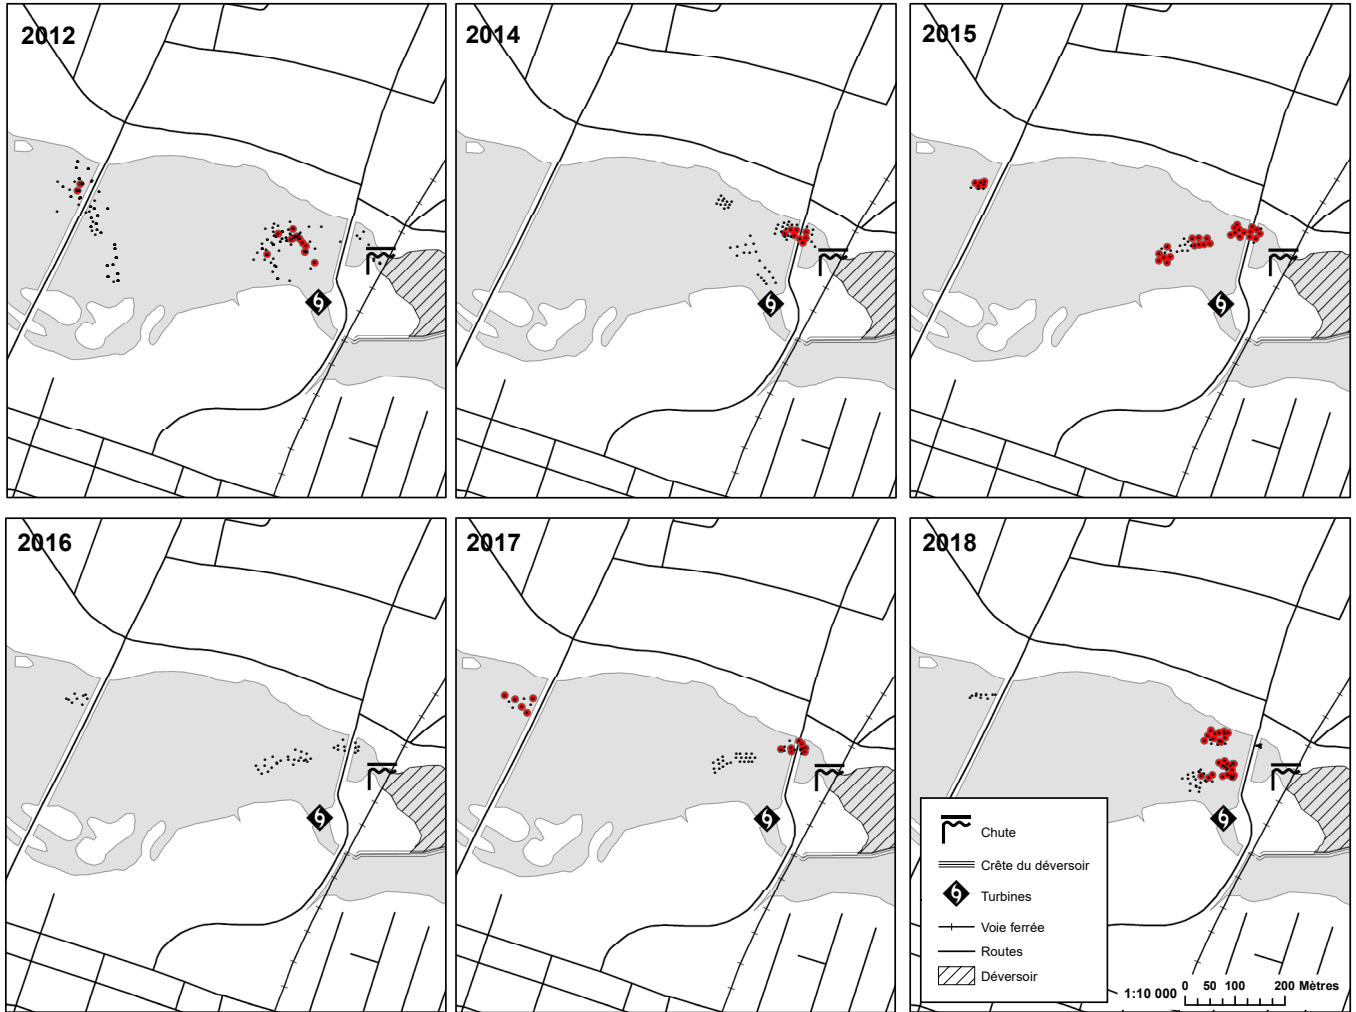 2012
2014
2015
2016
2017
2018
Chute
Crête du déversoir
Turbines
Voie ferrée
Routes
Déversoir
1:10 000
0 50 100 200 Mètres